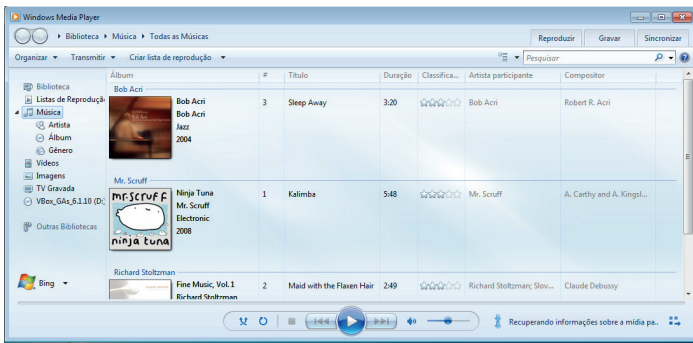 Windows Media Player
Biblioteca Música Todas as Músicas
Reproduzir Gravar Sincronizar
Organizar Transmitir Criar lista de reprodução Pesquisar
Álbum # Título Duração Classifica... Artista participante Compositor
Biblioteca
Listas de Reproduçã
Música
Artista
Álbum
Gênero
Vídeos
Imagens
TV Gravada
VBox_GAs_6.1.10 (D:
Outras Bibliotecas
Bing
Bob Acri
Bob Acri 3 Sleep Away 3:20 Bob Acri Robert R. Acri
Bob Acri
Jazz
2004
Mr. Scruff
mr.scruff
ninja tuna
Ninja Tuna 1 Kalimba 5:48 Mr. Scruff A. Carthy and A. Kingsl...
Mr. Scruff
Electronic
2008
Richard Stoltzman
Fine Music, Vol. 1 2 Maid with the Flaxen Hair 2:49 Richard Stoltzman; Slov... Claude Debussy
Richard Stoltzman
Recuperando informações sobre a mídia pa..